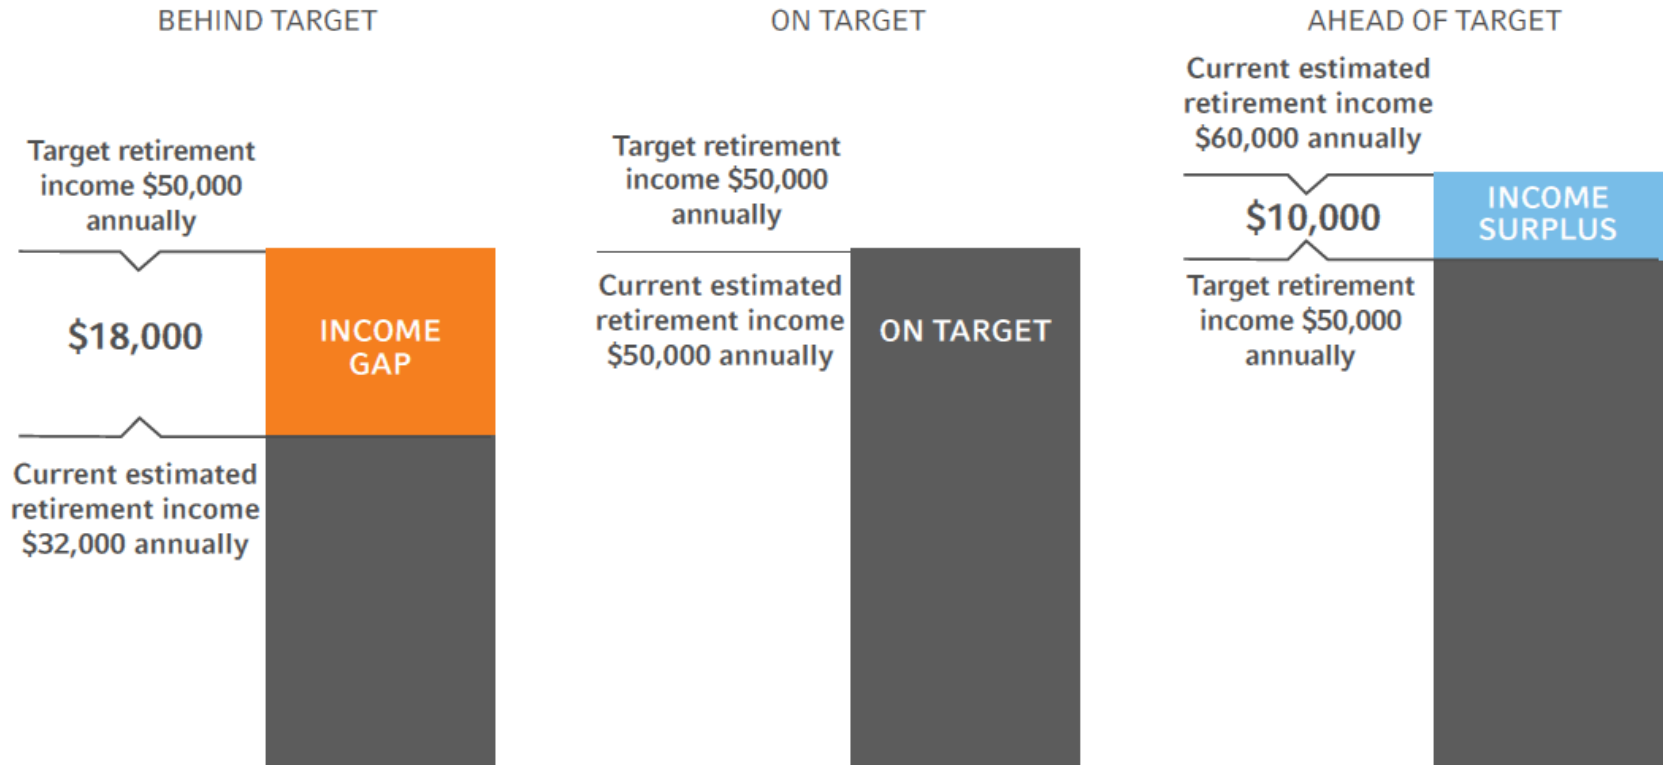 BEHIND TARGET
Target retirement
income $50,000
annually
$18,000
INCOME
GAP
Current estimated
retirement income
$32,000 annually
ON TARGET
Target retirement
income $50,000
annually
Current estimated
retirement income
$50,000 annually
ON TARGET
AHEAD OF TARGET
Current estimated
retirement income
$60,000 annually
$10,000
INCOME
SURPLUS
Target retirement
income $50,000
annually